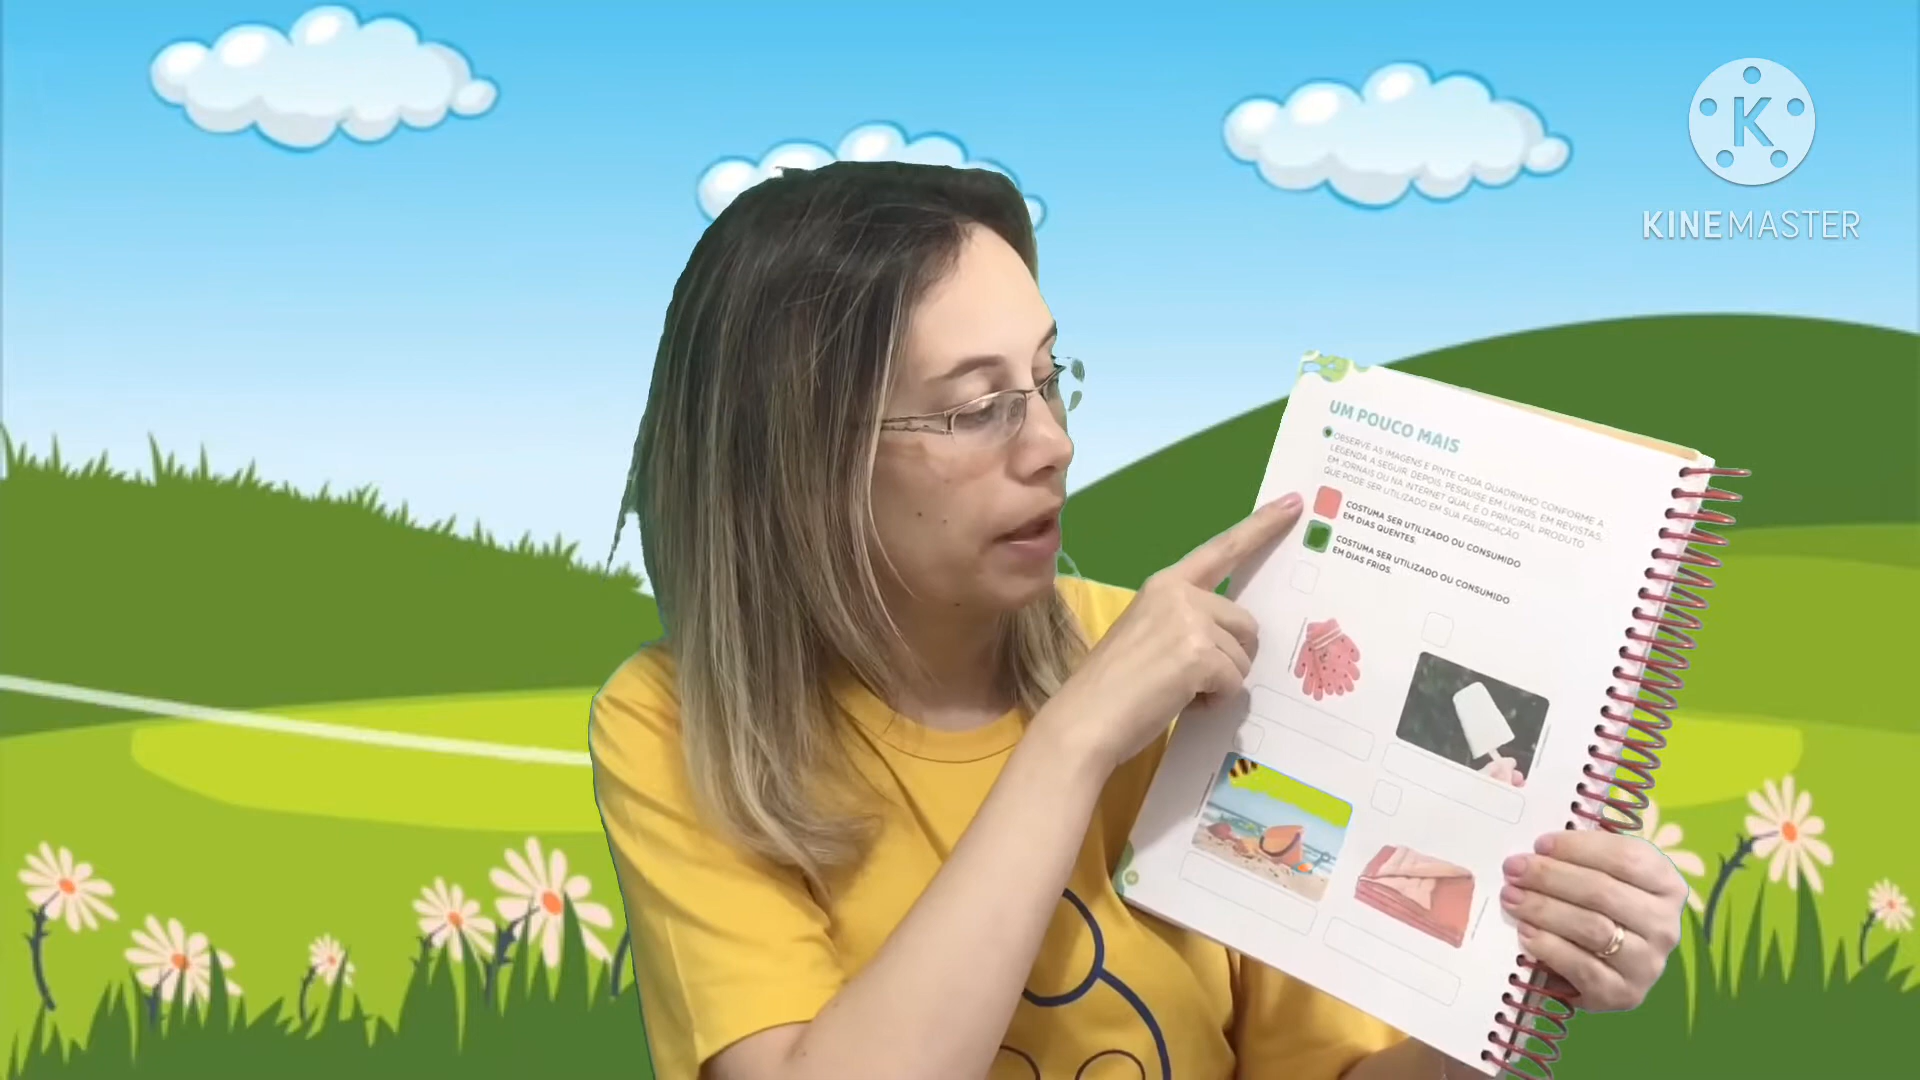 K
KINEMASTER
UM POUCO MAIS
OBSERVE AS IMAGENS E PINTE CADA QUADRINHO CONFORME A
LEGENDA A SEGUIR. DEPOIS, PESQUISE EM LIVROS, EM REVISTAS,
EM JORNAIS OU NA INTERNET QUAL É O PRINCIPAL PRODUTO
QUE PODE SER UTILIZADO EM SUA FABRICAÇÃO.
COSTUMA SER UTILIZADO OU CONSUMIDO
EM DIAS QUENTES.
COSTUMA SER UTILIZADO OU CONSUMIDO
EM DIAS FRIOS.